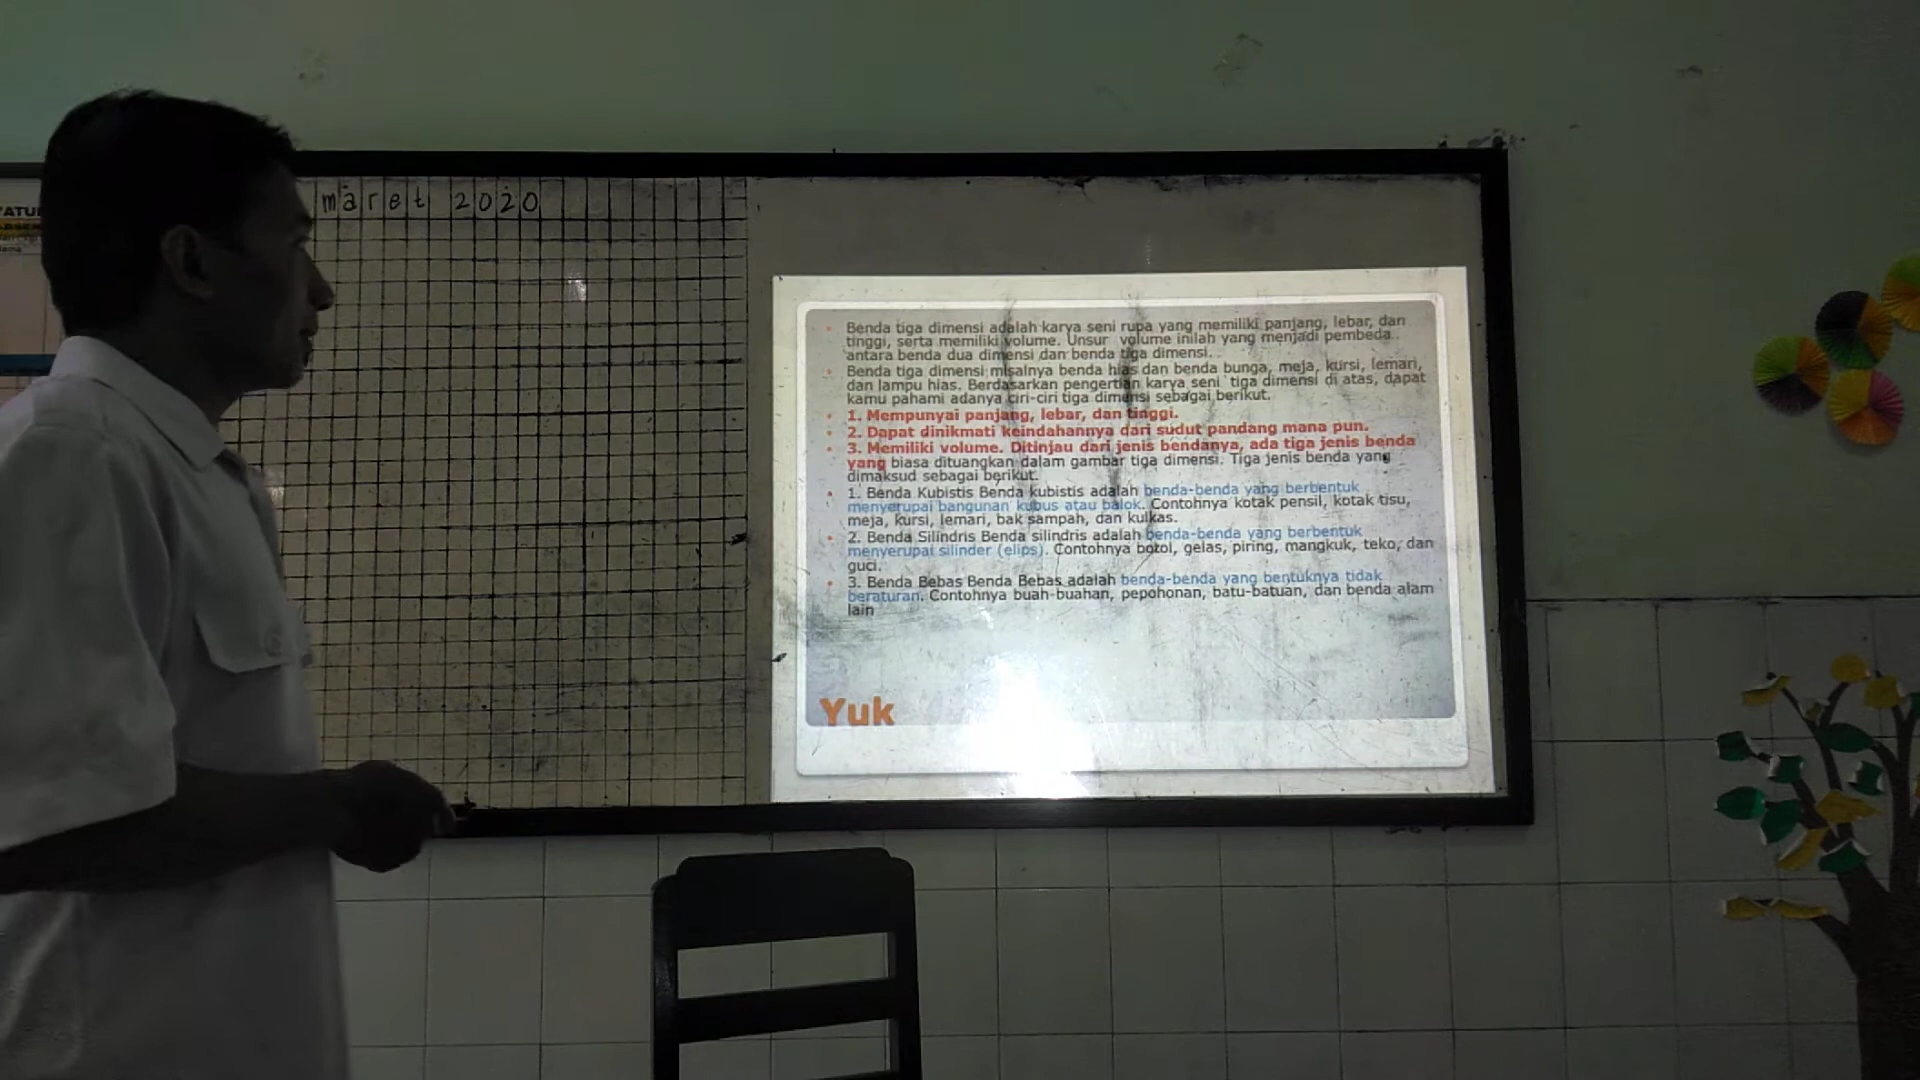 ATU
ABSEN
maret 2020
Benda tiga dimensi adalah karya seni rupa yang memiliki panjang, lebar, dan
tinggi, serta memiliki volume. Unsur volume inilah yang menjadi pembeda
antara benda dua dimensi dan benda tiga dimensi.
Benda tiga dimensi misalnya benda hias dan benda bunga, meja, kursi, lemari,
dan lampu hias. Berdasarkan pengertian karya seni tiga dimensi di atas, dapat
kamu pahami adanya ciri-ciri tiga dimensi sebagai berikut.
1. Mempunyai panjang, lebar, dan tinggi.
2. Dapat dinikmati keindahannya dari sudut pandang mana pun.
3. Memiliki volume. Ditinjau dari jenis bendanya, ada tiga jenis benda
yang biasa dituangkan dalam gambar tiga dimensi. Tiga jenis benda yang
dimaksud sebagai berikut.
1. Benda Kubistis Benda kubistis adalah benda-benda yang berbentuk
menyerupai bangunan kubus atau balok. Contohnya kotak pensil, kotak tisu,
meja, kursi, lemari, bak sampah, dan kulkas.
2. Benda Silindris Benda silindris adalah benda-benda yang berbentuk
menyerupai silinder (elips). Contohnya botol, gelas, piring, mangkuk, teko, dan
guci.
3. Benda Bebas Benda Bebas adalah benda-benda yang bentuknya tidak
beraturan. Contohnya buah-buahan, pepohonan, batu-batuan, dan benda alam
lain
Yuk